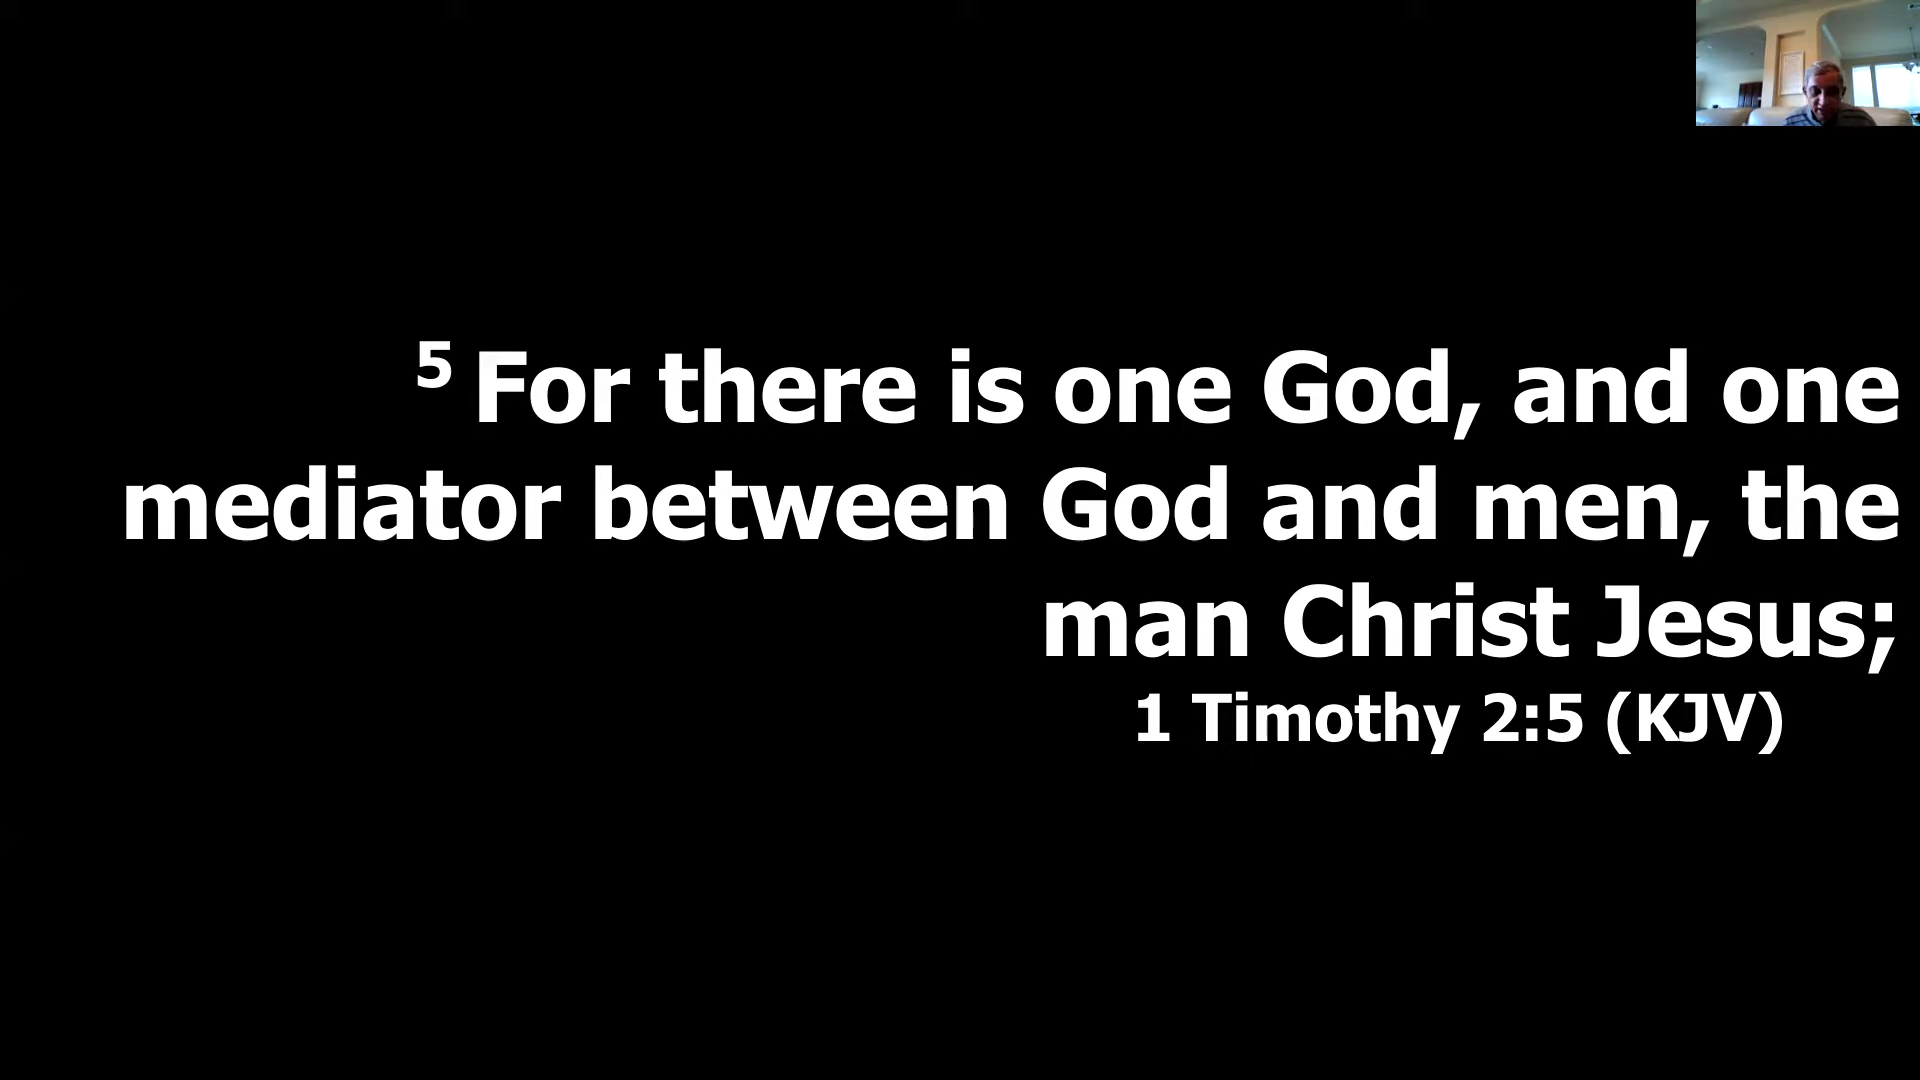 5 For there is one God, and one
mediator between God and men, the
man Christ Jesus;
1 Timothy 2:5 (KJV)